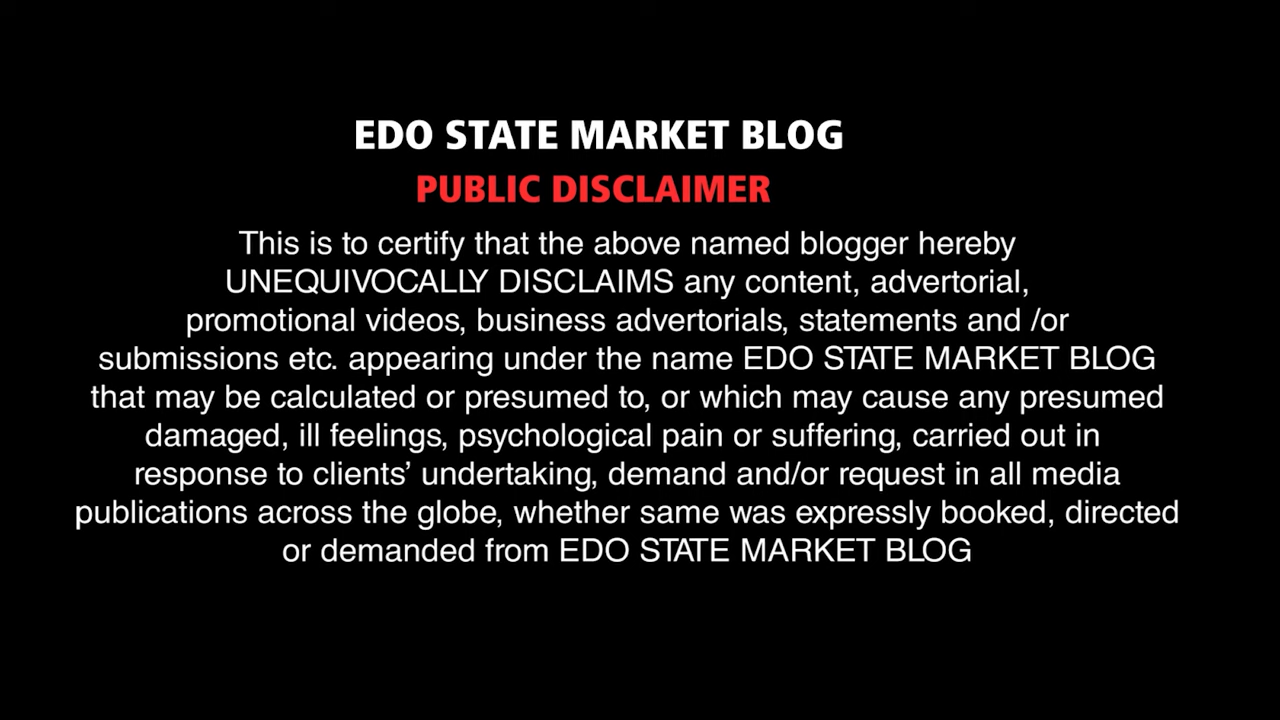 EDO STATE MARKET BLOG
PUBLIC DISCLAIMER
This is to certify that the above named blogger hereby
UNEQUIVOCALLY DISCLAIMS any content, advertorial,
promotional videos, business advertorials, statements and /or
submissions etc. appearing under the name EDO STATE MARKET BLOG
that may be calculated or presumed to, or which may cause any presumed
damaged, ill feelings, psychological pain or suffering, carried out in
response to clients’ undertaking, demand and/or request in all media
publications across the globe, whether same was expressly booked, directed
or demanded from EDO STATE MARKET BLOG